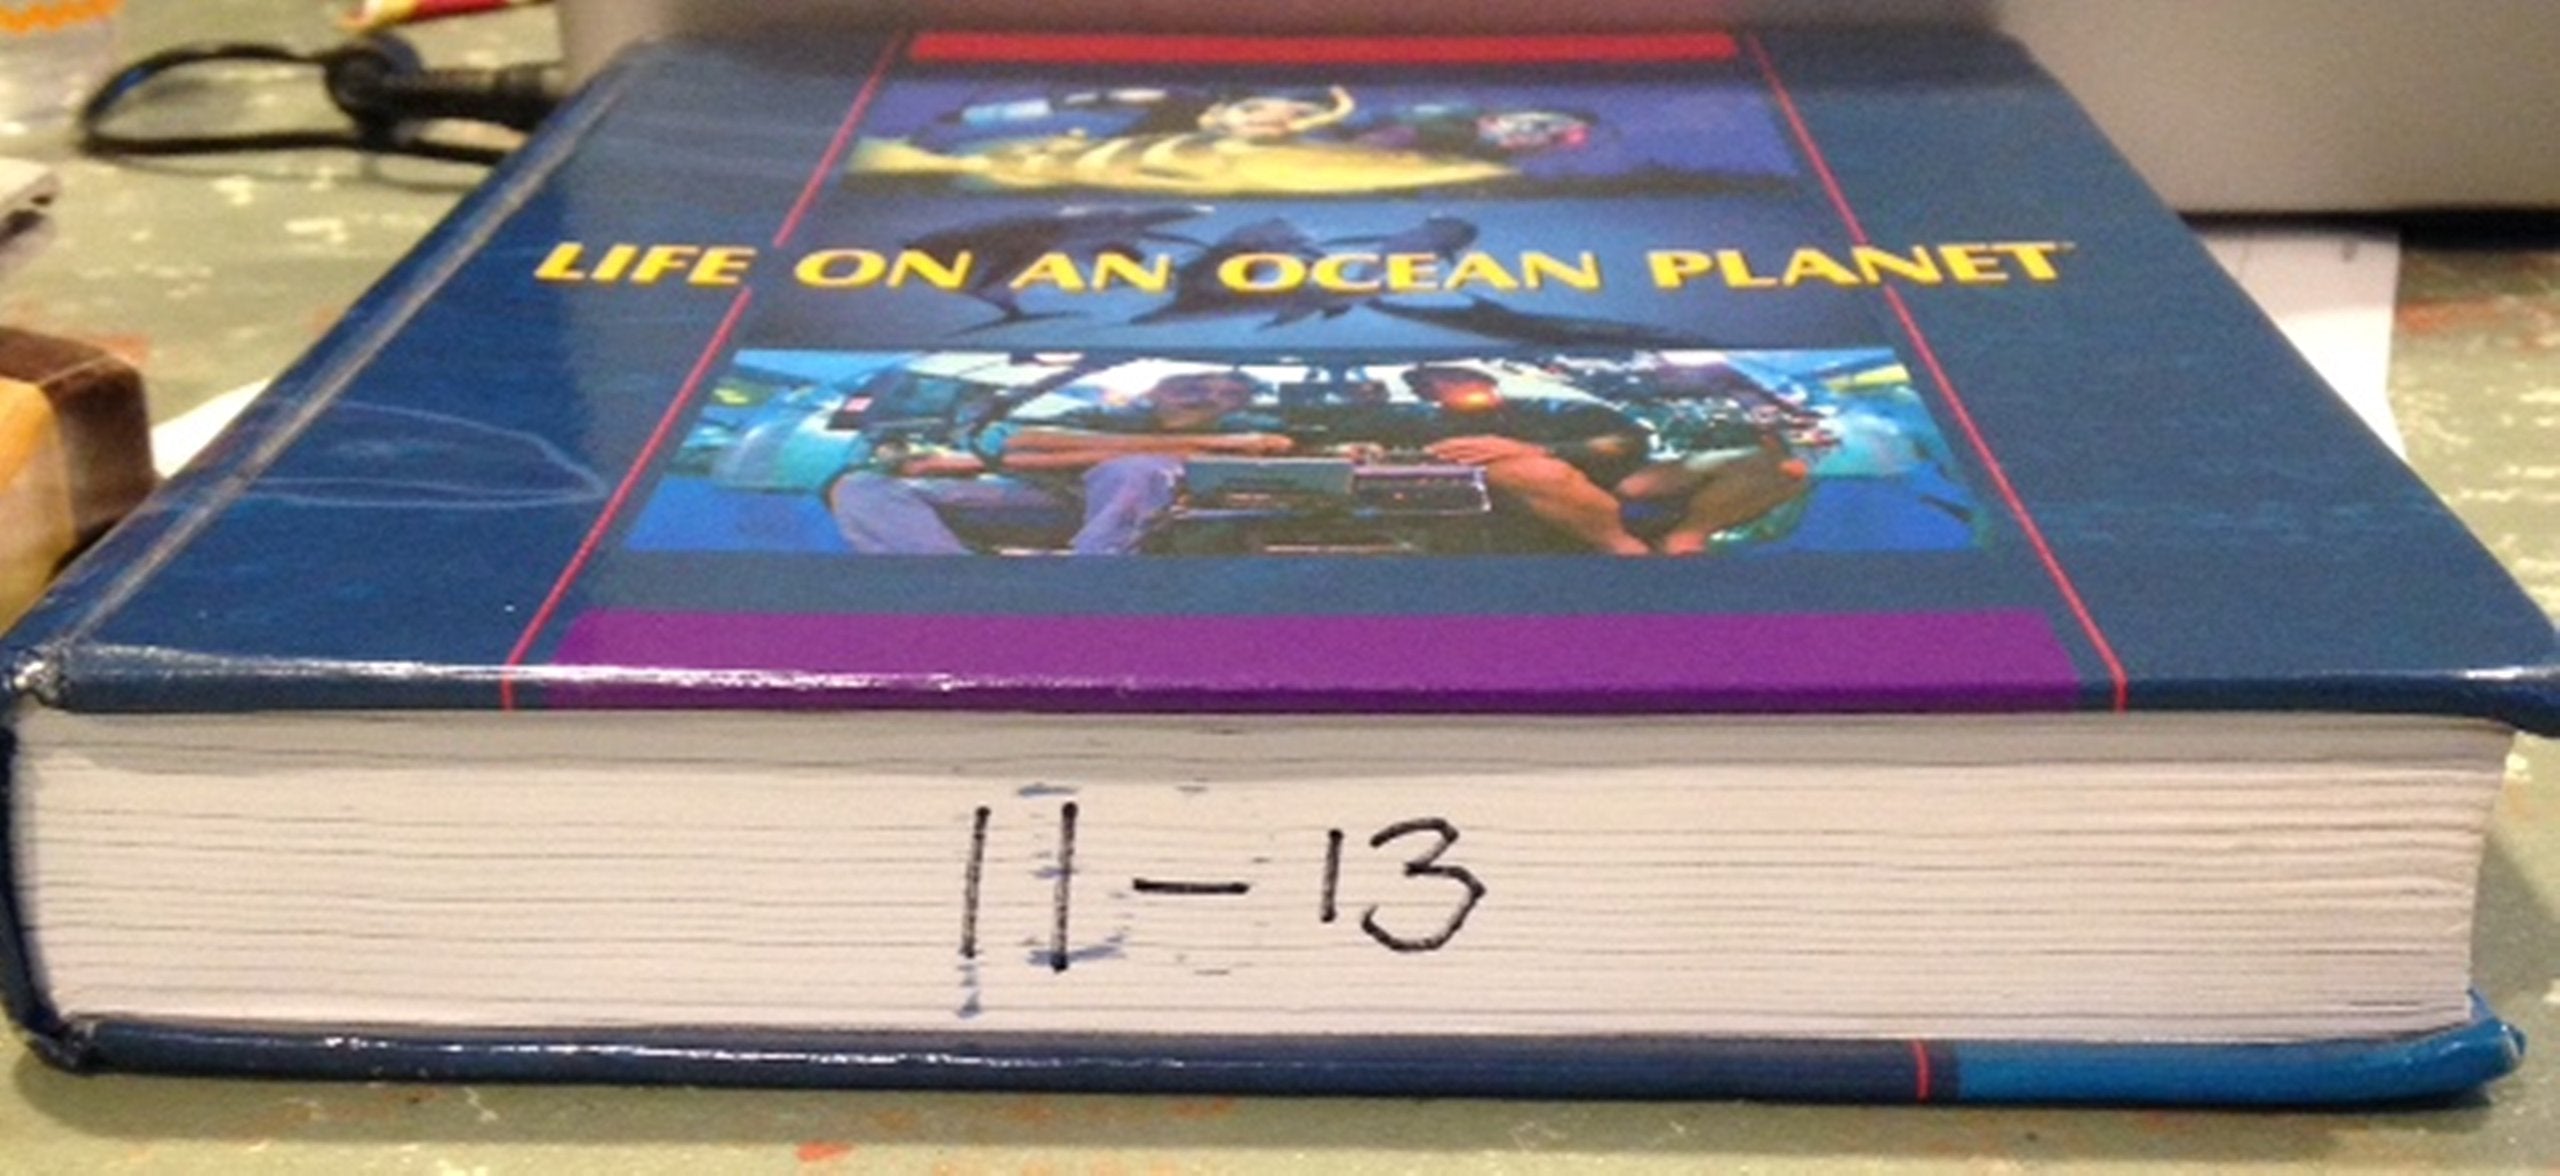 LIFE ON AN OCEAN PLANET
11-13